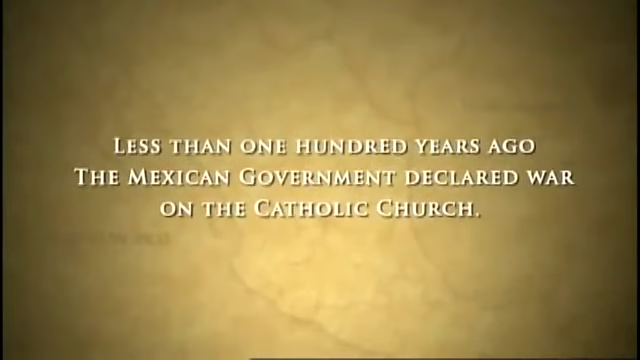 Less than one hundred years ago
The Mexican Government declared war
on the Catholic Church.